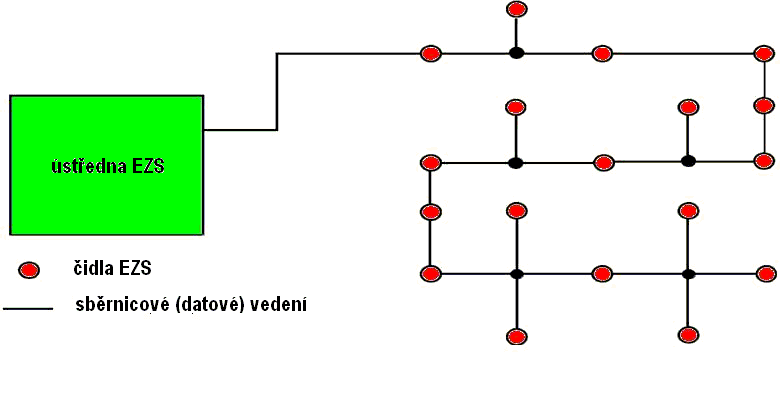 ústředna EZS
čidla EZS
sběrnicové (datové) vedení